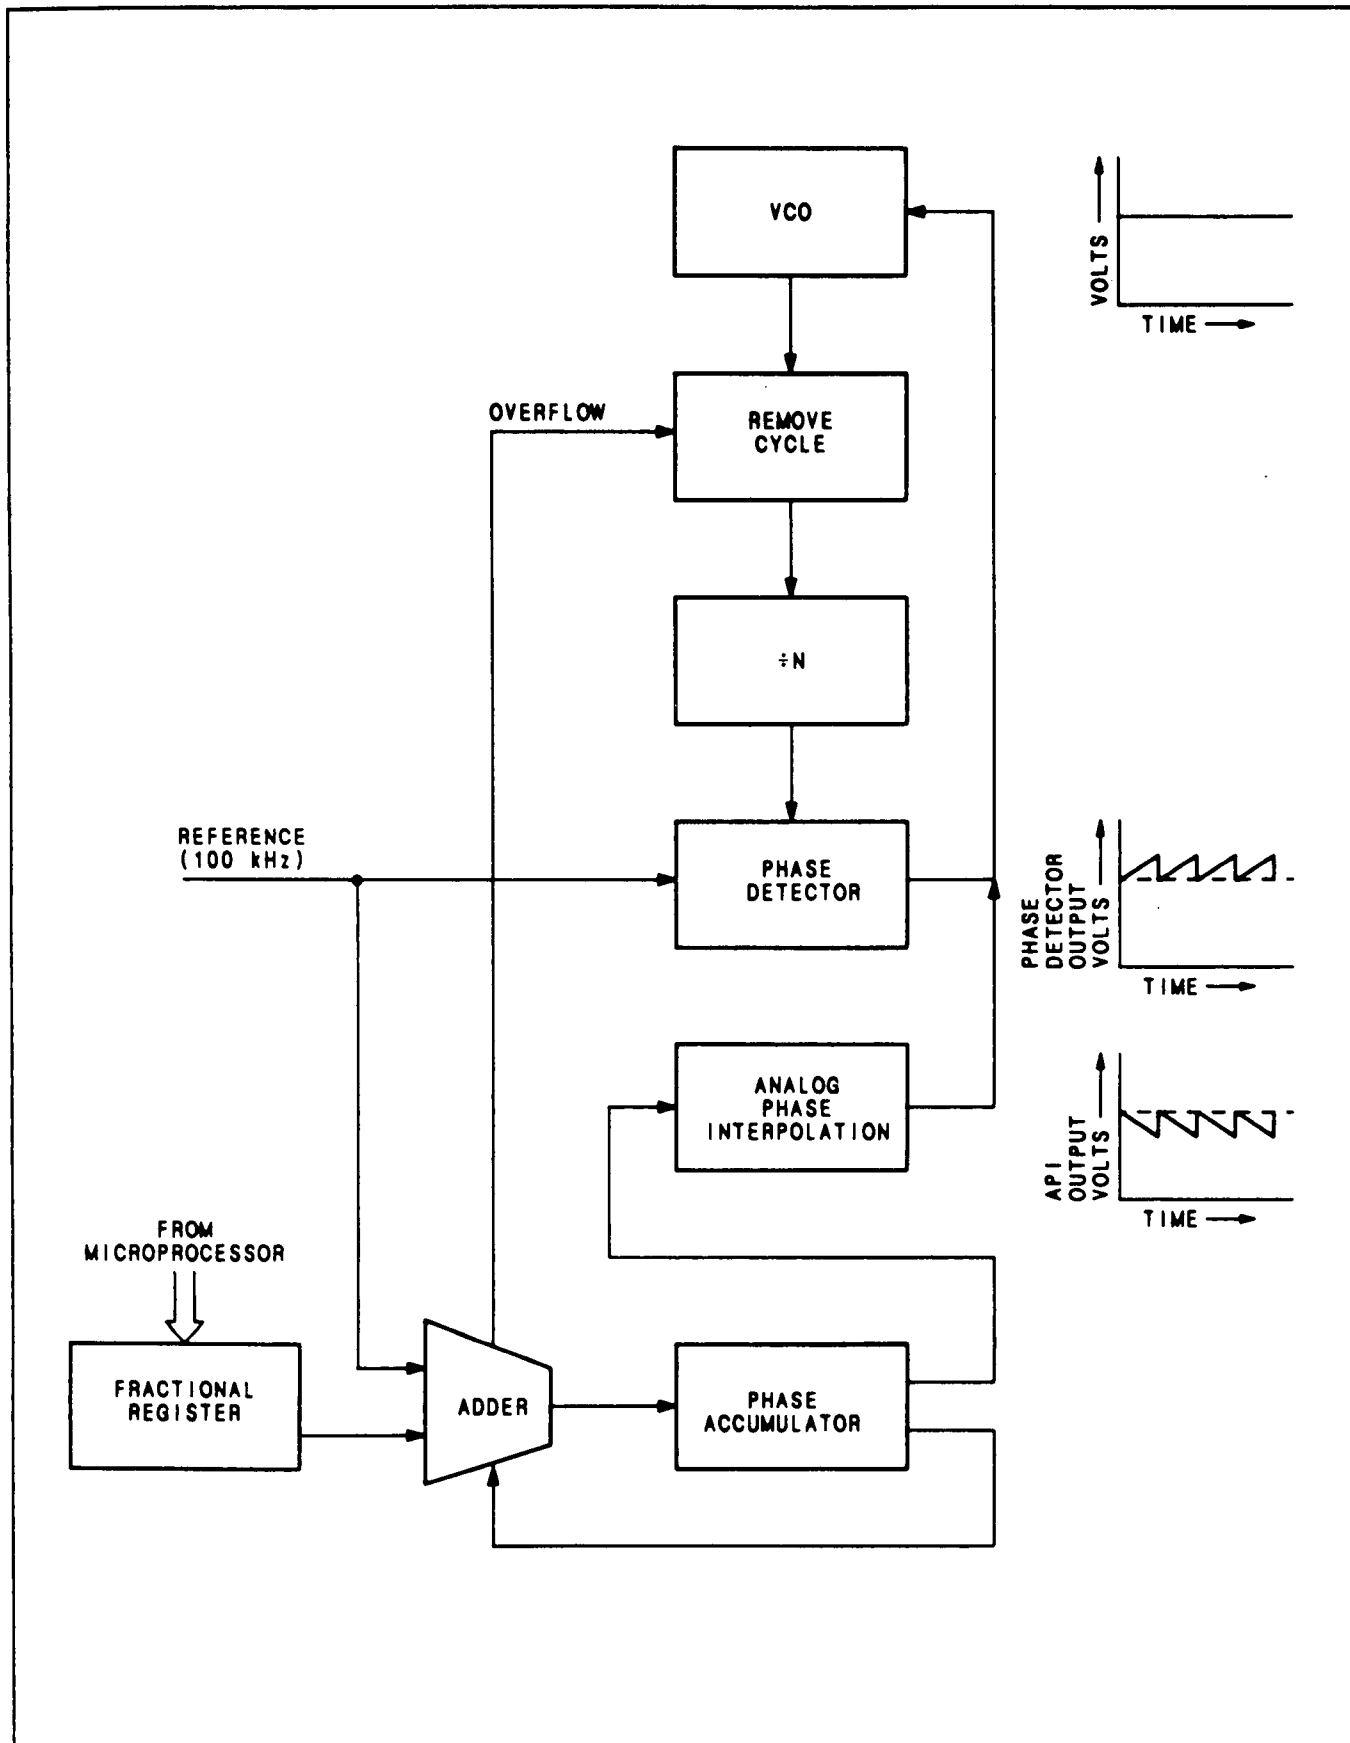 VCO
VOLTS
TIME
OVERFLOW
REMOVE
CYCLE
÷N
REFERENCE
(100 kHz)
PHASE
DETECTOR
PHASE
DETECTOR
OUTPUT
VOLTS
TIME
ANALOG
PHASE
INTERPOLATION
API
OUTPUT
VOLTS
TIME
FROM
MICROPROCESSOR
FRACTIONAL
REGISTER
ADDER
PHASE
ACCUMULATOR